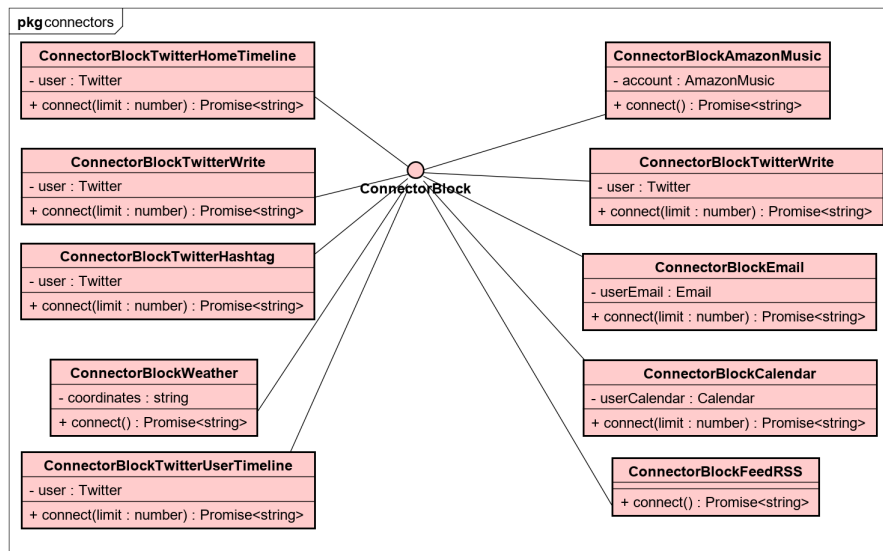 pkg connectors
ConnectorBlockTwitterHomeTimeline
- user : Twitter
+ connect(limit : number) : Promise<string>
ConnectorBlockAmazonMusic
- account : AmazonMusic
+ connect() : Promise<string>
ConnectorBlockTwitterWrite
- user : Twitter
+ connect(limit : number) : Promise<string>
ConnectorBlock
ConnectorBlockTwitterWrite
- user : Twitter
+ connect(limit : number) : Promise<string>
ConnectorBlockTwitterHashtag
- user : Twitter
+ connect(limit : number) : Promise<string>
ConnectorBlockEmail
- userEmail : Email
+ connect(limit : number) : Promise<string>
ConnectorBlockWeather
- coordinates : string
+ connect() : Promise<string>
ConnectorBlockCalendar
- userCalendar : Calendar
+ connect(limit : number) : Promise<string>
ConnectorBlockTwitterUserTimeline
- user : Twitter
+ connect(limit : number) : Promise<string>
ConnectorBlockFeedRSS
+ connect() : Promise<string>